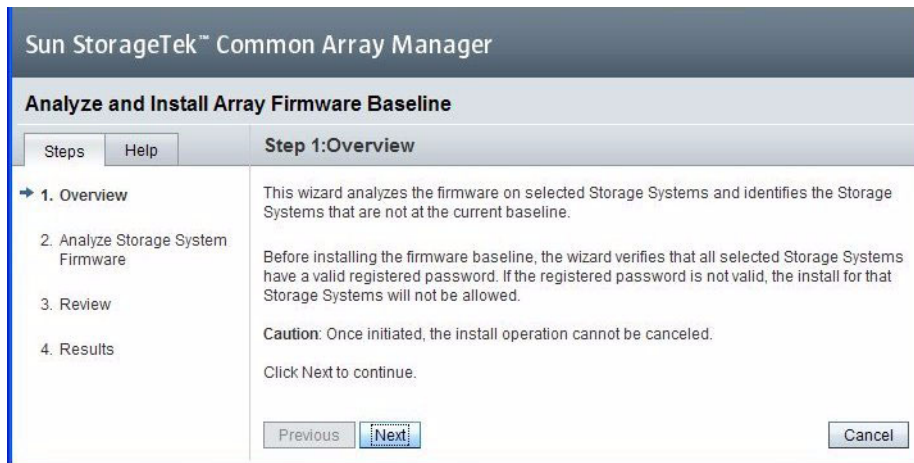 Sun StorageTek™ Common Array Manager
Analyze and Install Array Firmware Baseline
Steps
Help
Step 1:Overview
1. Overview
2. Analyze Storage System
Firmware
3. Review
4. Results
This wizard analyzes the firmware on selected Storage Systems and identifies the Storage
Systems that are not at the current baseline.
Before installing the firmware baseline, the wizard verifies that all selected Storage Systems
have a valid registered password. If the registered password is not valid, the install for that
Storage Systems will not be allowed.
Caution: Once initiated, the install operation cannot be canceled.
Click Next to continue.
Previous
Next
Cancel